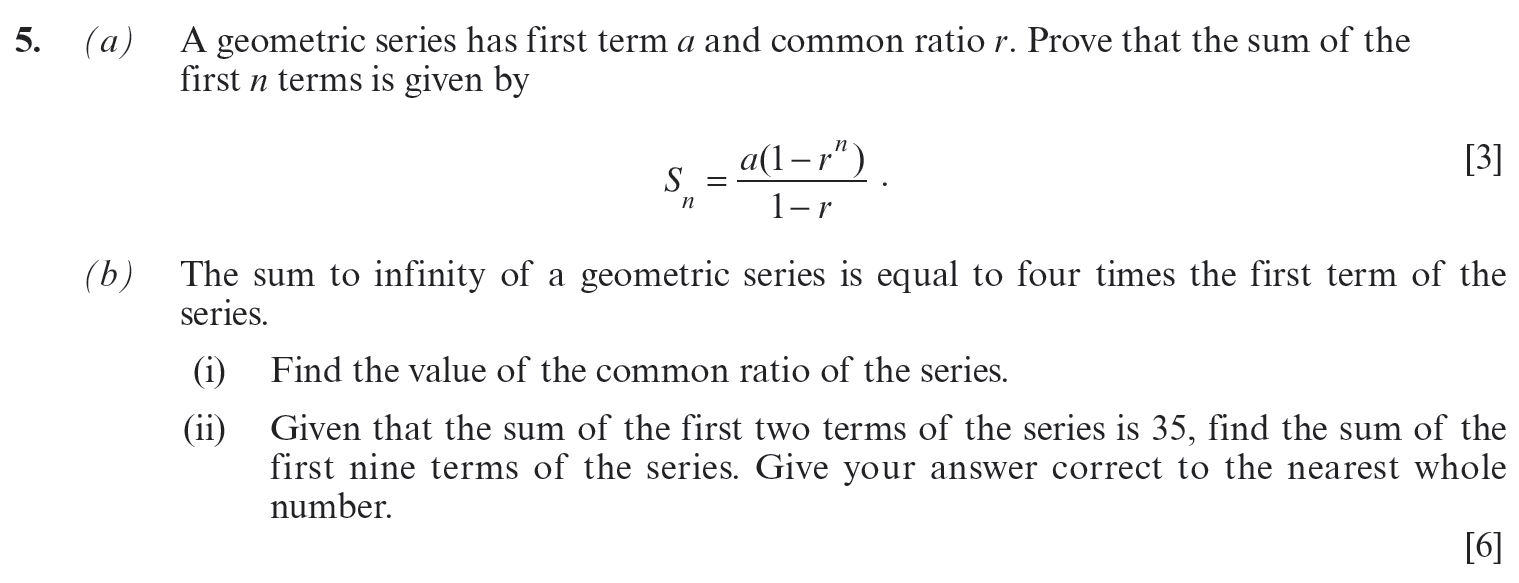 5. (a) A geometric series has first term a and common ratio r. Prove that the sum of the
first n terms is given by
Sₙ = a(1 – rⁿ) / 1 – r . [3]
(b) The sum to infinity of a geometric series is equal to four times the first term of the
series.
(i) Find the value of the common ratio of the series.
(ii) Given that the sum of the first two terms of the series is 35, find the sum of the
first nine terms of the series. Give your answer correct to the nearest whole
number.
[6]